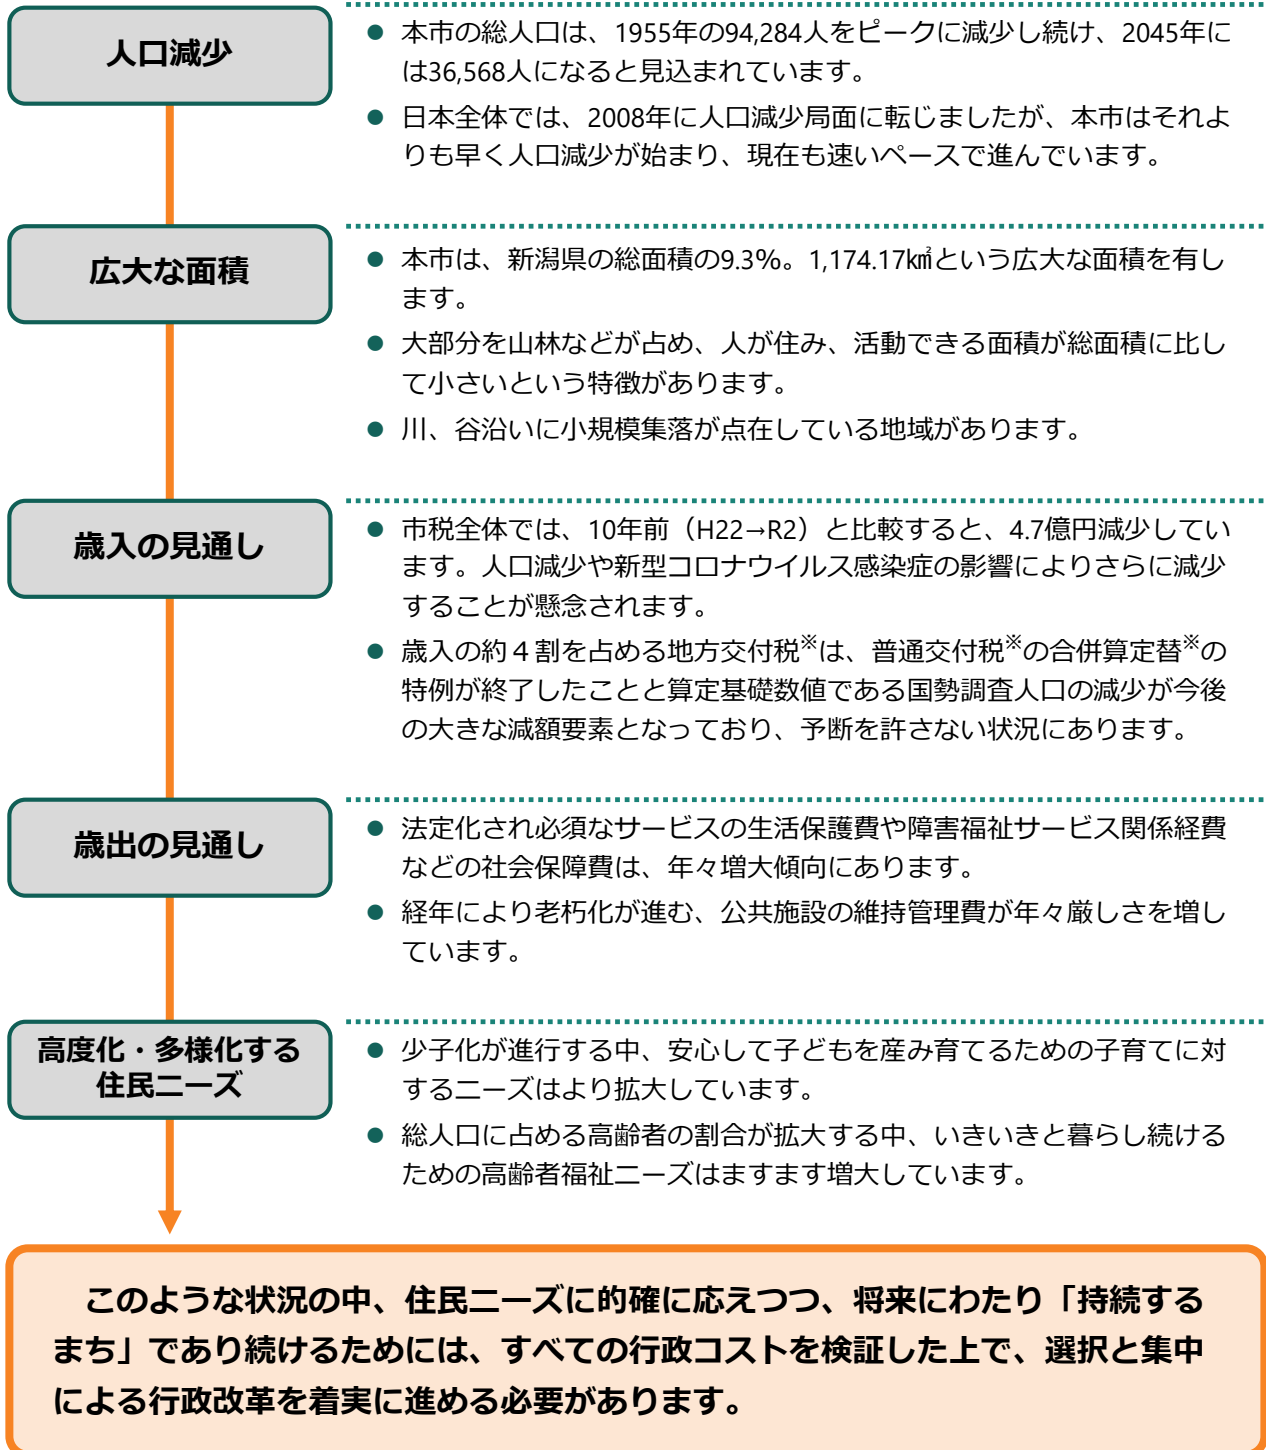 人口減少
● 本市の総人口は、1955年の94,284人をピークに減少し続け、2045年に
は36,568人になると見込まれています。
● 日本全体では、2008年に人口減少局面に転じましたが、本市はそれよ
りも早く人口減少が始まり、現在も速いペースで進んでいます。
広大な面積
● 本市は、新潟県の総面積の9.3%。1,174.17㎢という広大な面積を有し
ます。
● 大部分を山林などが占め、人が住み、活動できる面積が総面積に比し
て小さいという特徴があります。
● 川、谷沿いに小規模集落が点在している地域があります。
歳入の見通し
● 市税全体では、10年前（H22→R2）と比較すると、4.7億円減少してい
ます。人口減少や新型コロナウイルス感染症の影響によりさらに減少
することが懸念されます。
● 歳入の約４割を占める地方交付税※は、普通交付税※の合併算定替※の
特例が終了したことと算定基礎数値である国勢調査人口の減少が今後
の大きな減額要素となっており、予断を許さない状況にあります。
歳出の見通し
● 法定化され必須なサービスの生活保護費や障害福祉サービス関係経費
などの社会保障費は、年々増大傾向にあります。
● 経年により老朽化が進む、公共施設の維持管理費が年々厳しさを増し
ています。
高度化・多様化する
住民ニーズ
● 少子化が進行する中、安心して子どもを産み育てるための子育てに対
するニーズはより拡大しています。
● 総人口に占める高齢者の割合が拡大する中、いきいきと暮らし続ける
ための高齢者福祉ニーズはますます増大しています。
このような状況の中、住民ニーズに的確に応えつつ、将来にわたり「持続する
まち」であり続けるためには、すべての行政コストを検証した上で、選択と集中
による行政改革を着実に進める必要があります。